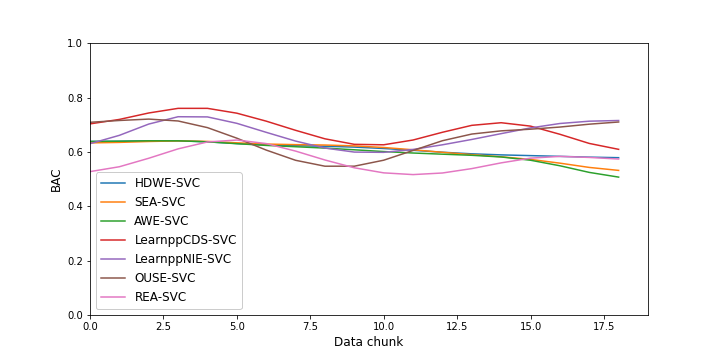 1.0
0.8
0.6
0.4
0.2
0.0
BAC
HDWE-SVC
SEA-SVC
AWE-SVC
LearnppCDS-SVC
LearnppNIE-SVC
OUSE-SVC
REA-SVC
0.0 2.5 5.0 7.5 10.0 12.5 15.0 17.5
Data chunk